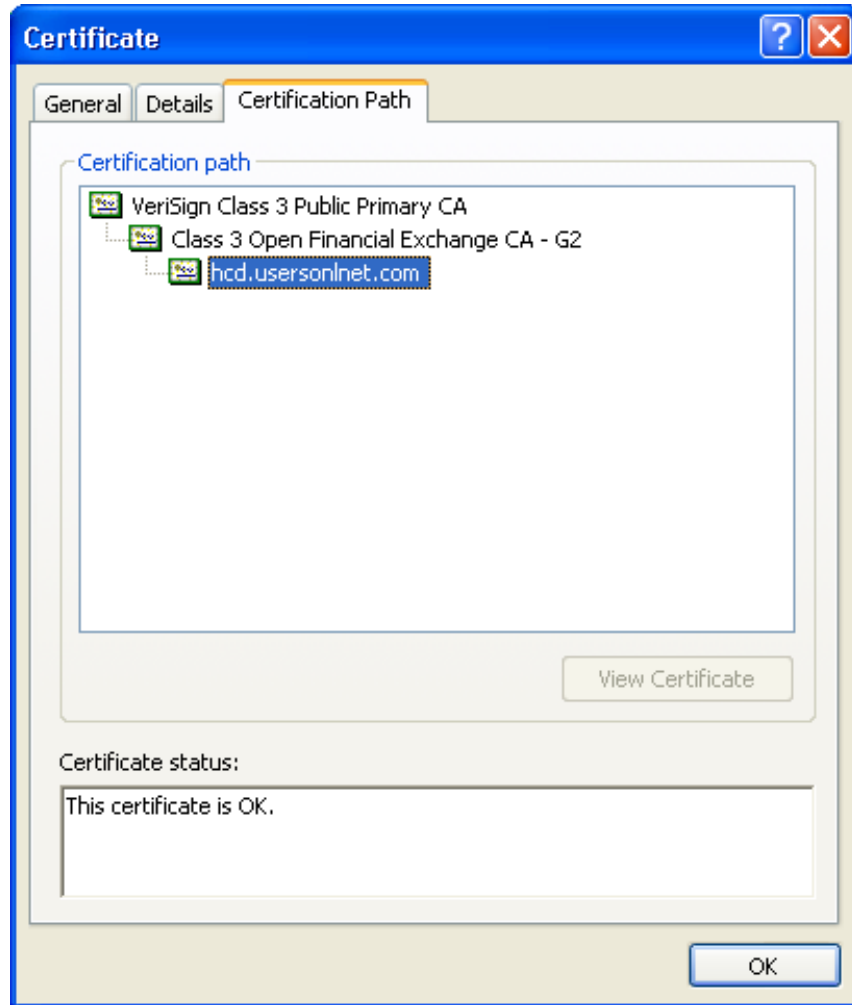 Certificate
General Details Certification Path
Certification path
VeriSign Class 3 Public Primary CA
Class 3 Open Financial Exchange CA - G2
hcd.usersonlnet.com
View Certificate
Certificate status:
This certificate is OK.
OK